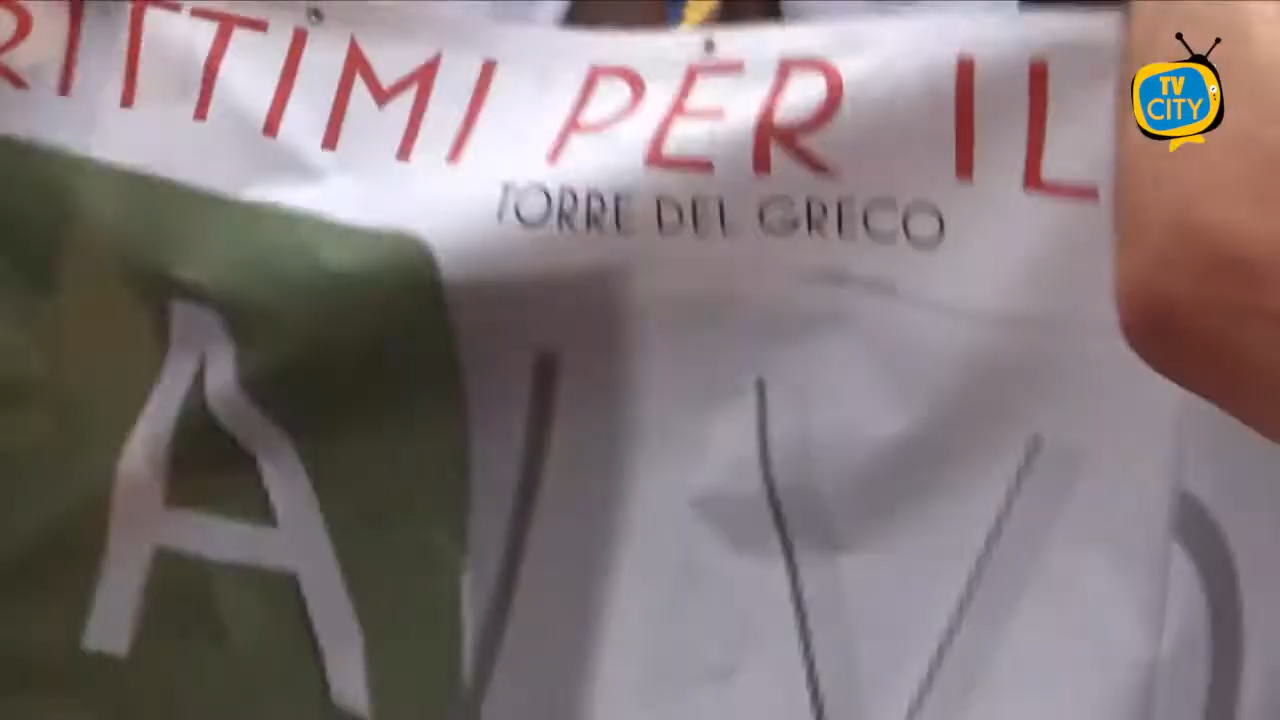 RITTIMI PER IL
TORRE DEL GRECO
A V
TV
CITY